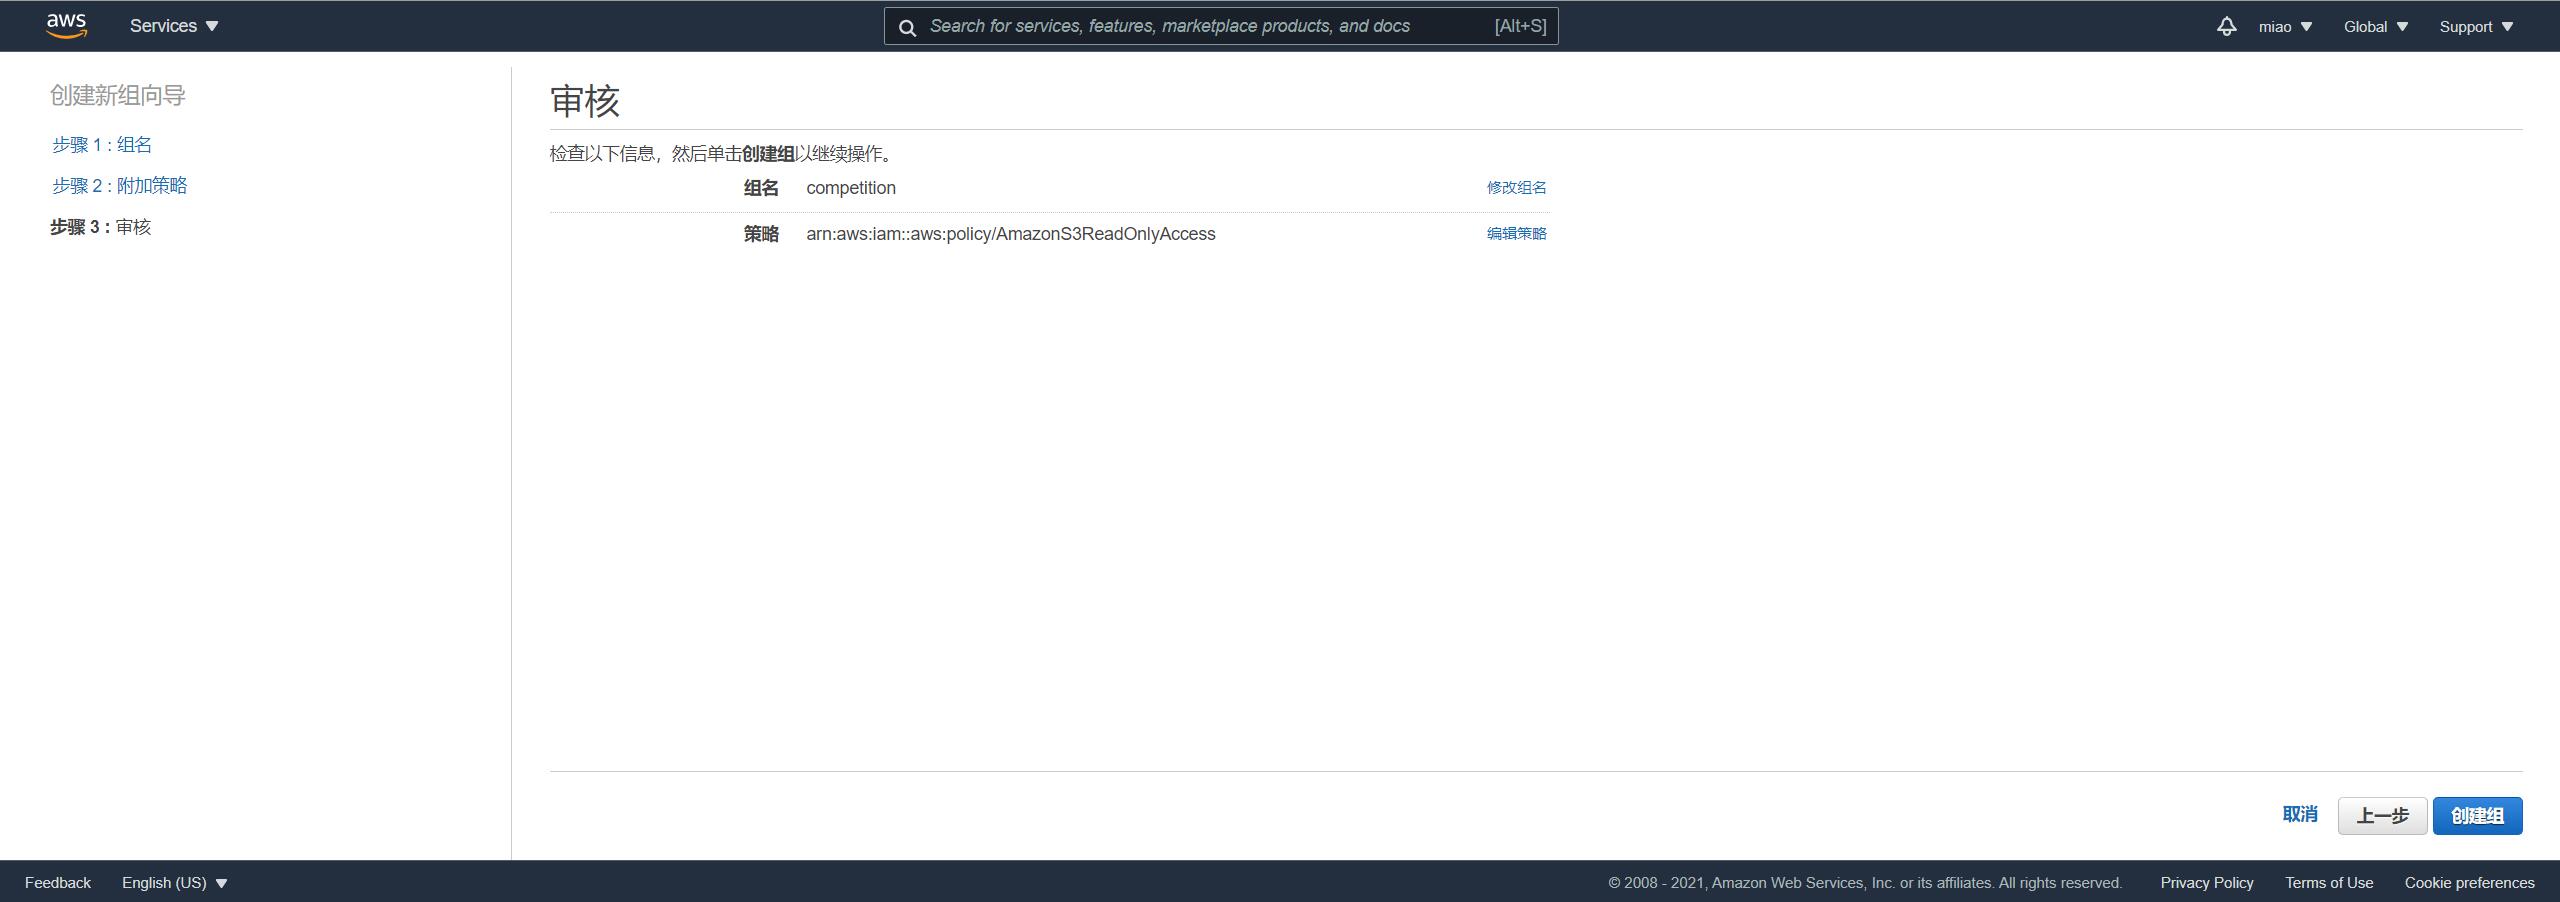 aws Services Search for services, features, marketplace products, and docs [Alt+S] miao Global Support
创建新组向导
步骤 1 : 组名
步骤 2 : 附加策略
步骤 3 : 审核
审核
检查以下信息，然后单击创建组以继续操作。
组名 competition 修改组名
策略 arn:aws:iam::aws:policy/AmazonS3ReadOnlyAccess 编辑策略
取消 上一步 创建组
Feedback English (US) © 2008 - 2021, Amazon Web Services, Inc. or its affiliates. All rights reserved. Privacy Policy Terms of Use Cookie preferences